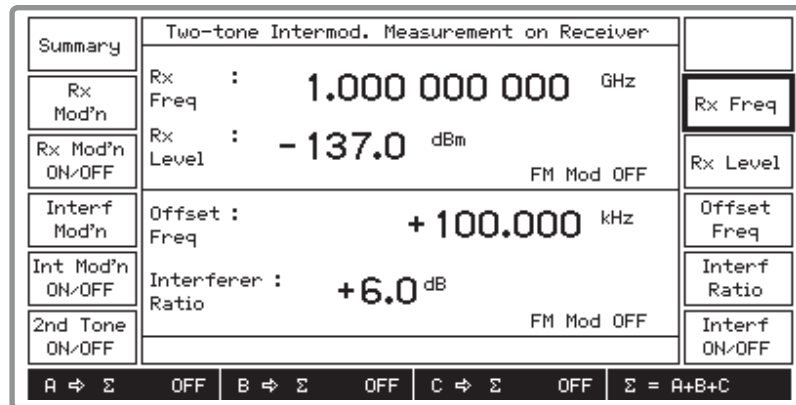 Two-tone Intermod. Measurement on Receiver
Summary
Rx
Mod'n
Rx Mod'n
ON/OFF
Interf
Mod'n
Int Mod'n
ON/OFF
2nd Tone
ON/OFF
Rx Freq : 1.000 000 000 GHz
Rx Level : -137.0 dBm
FM Mod OFF
Offset Freq : +100.000 kHz
Interferer Ratio : +6.0 dB
FM Mod OFF
Rx Freq
Rx Level
Offset
Freq
Interf
Ratio
Interf
ON/OFF
A ⇨ Σ OFF B ⇨ Σ OFF C ⇨ Σ OFF Σ = A+B+C